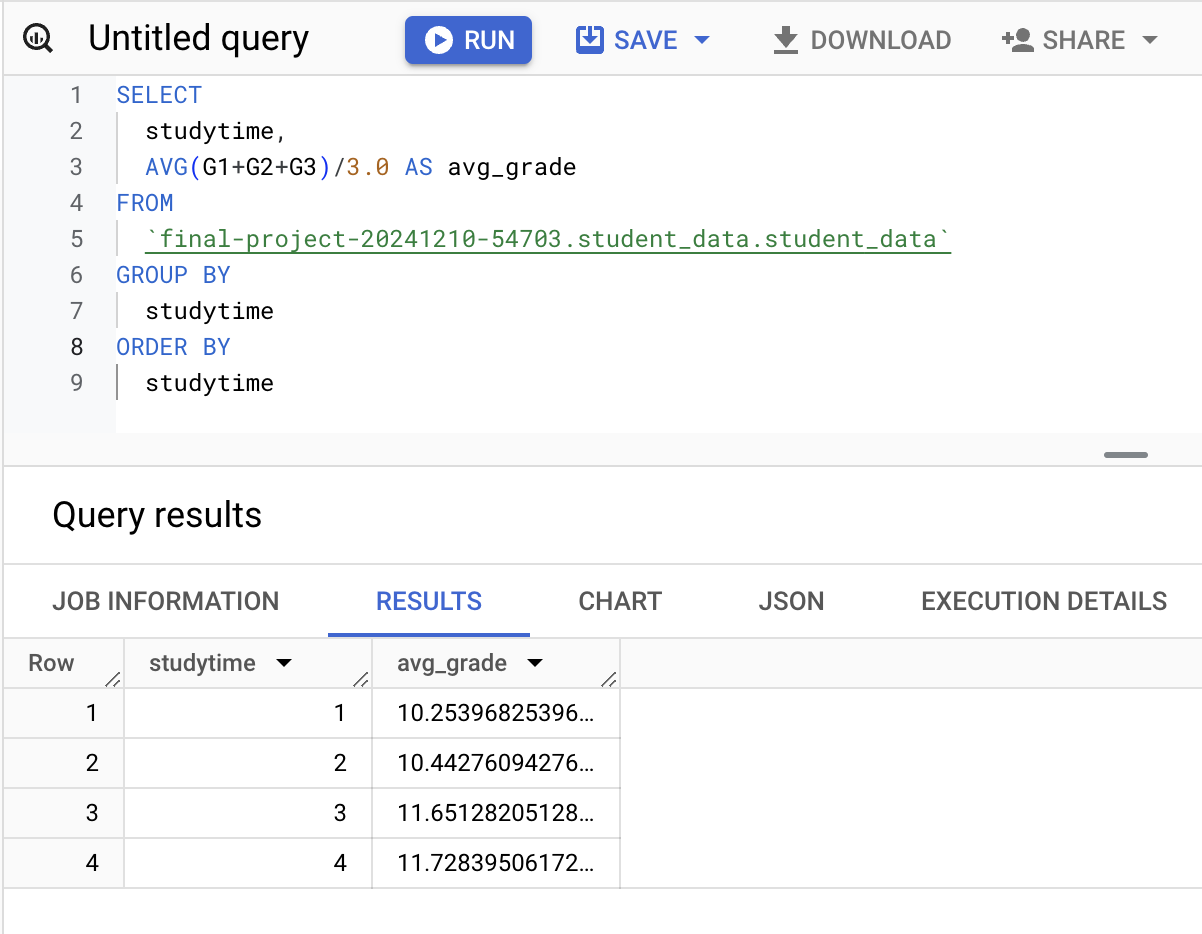 Untitled query RUN SAVE DOWNLOAD SHARE
1 SELECT
2 studytime,
3 AVG(G1+G2+G3)/3.0 AS avg_grade
4 FROM
5 `final-project-20241210-54703.student_data.student_data`
6 GROUP BY
7 studytime
8 ORDER BY
9 studytime
Query results
JOB INFORMATION RESULTS CHART JSON EXECUTION DETAILS
Row studytime avg_grade
1 1 10.25396825396...
2 2 10.44276094276...
3 3 11.65128205128...
4 4 11.72839506172...